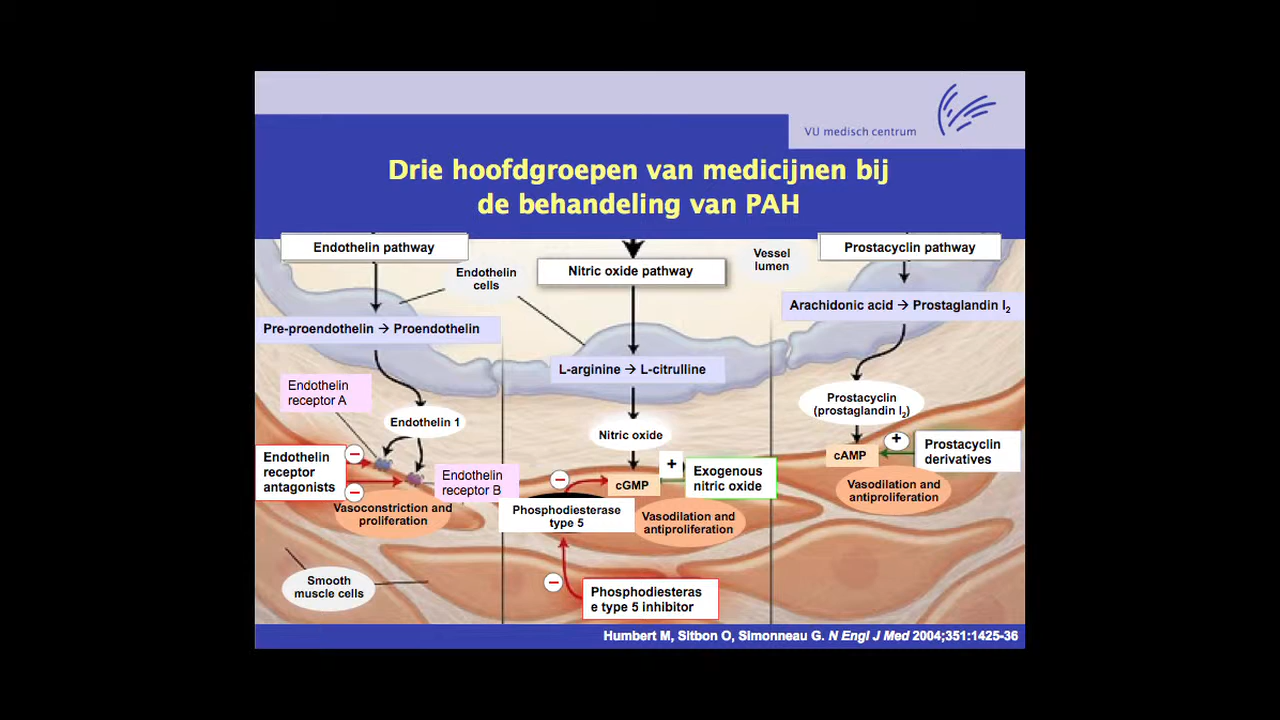 VU medisch centrum
Drie hoofdgroepen van medicijnen bij
de behandeling van PAH
Endothelin pathway
Nitric oxide pathway
Vessel
lumen
Prostacyclin pathway
Endothelin
cells
Pre-proendothelin → Proendothelin
L-arginine → L-citrulline
Arachidonic acid → Prostaglandin I2
Endothelin
receptor A
Endothelin 1
Nitric oxide
Prostacyclin
(prostaglandin I2)
Endothelin
receptor
antagonists
−
−
Endothelin
receptor B
Vasoconstriction and
proliferation
−
cGMP
+
Exogenous
nitric oxide
Phosphodiesterase
type 5
Vasdilation and
antiproliferation
cAMP
+
Prostacyclin
derivatives
Vasodilation and
antiproliferation
Smooth
muscle cells
−
Phosphodiesteras
e type 5 inhibitor
Humbert M, Sitbon O, Simonneau G. N Engl J Med 2004;351:1425-36